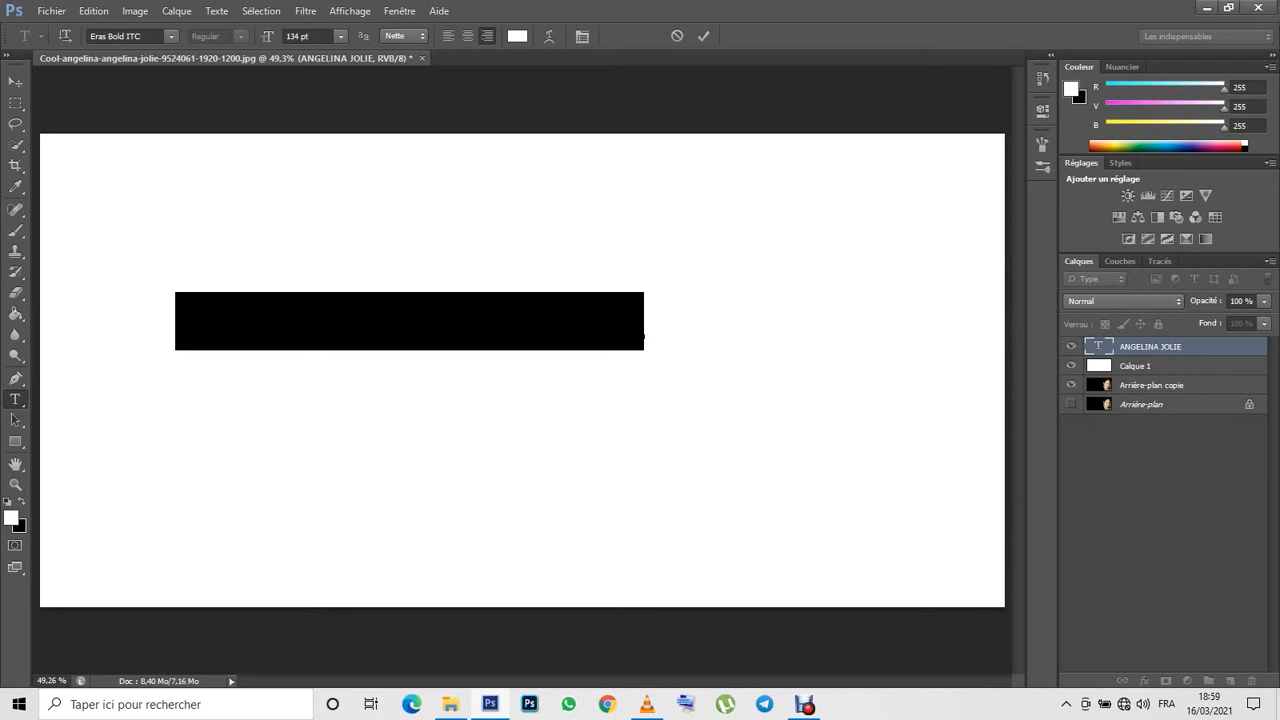 Ps Fichier Edition Image Calque Texte Sélection Filtre Affichage Fenêtre Aide
T Eras Bold ITC Regular 134 pt Nette Les indispensables
Cool-angelina-angelina-jolie-9524061-1920-1200.jpg @ 49,3% (ANGELINA JOLIE, RVB/8) *
Couleur Nuancier
R 255
V 255
B 255
Réglages Styles
Ajouter un réglage
Calques Couches Tracés
Type
Normal Opacité : 100 %
Verrou : Fond : 100 %
T ANGELINA JOLIE
Calque 1
Arrière-plan copie
Arrière-plan
49,26 % Doc : 8,40 Mo/7,16 Mo
Taper ici pour rechercher
FRA
18:59
16/03/2021